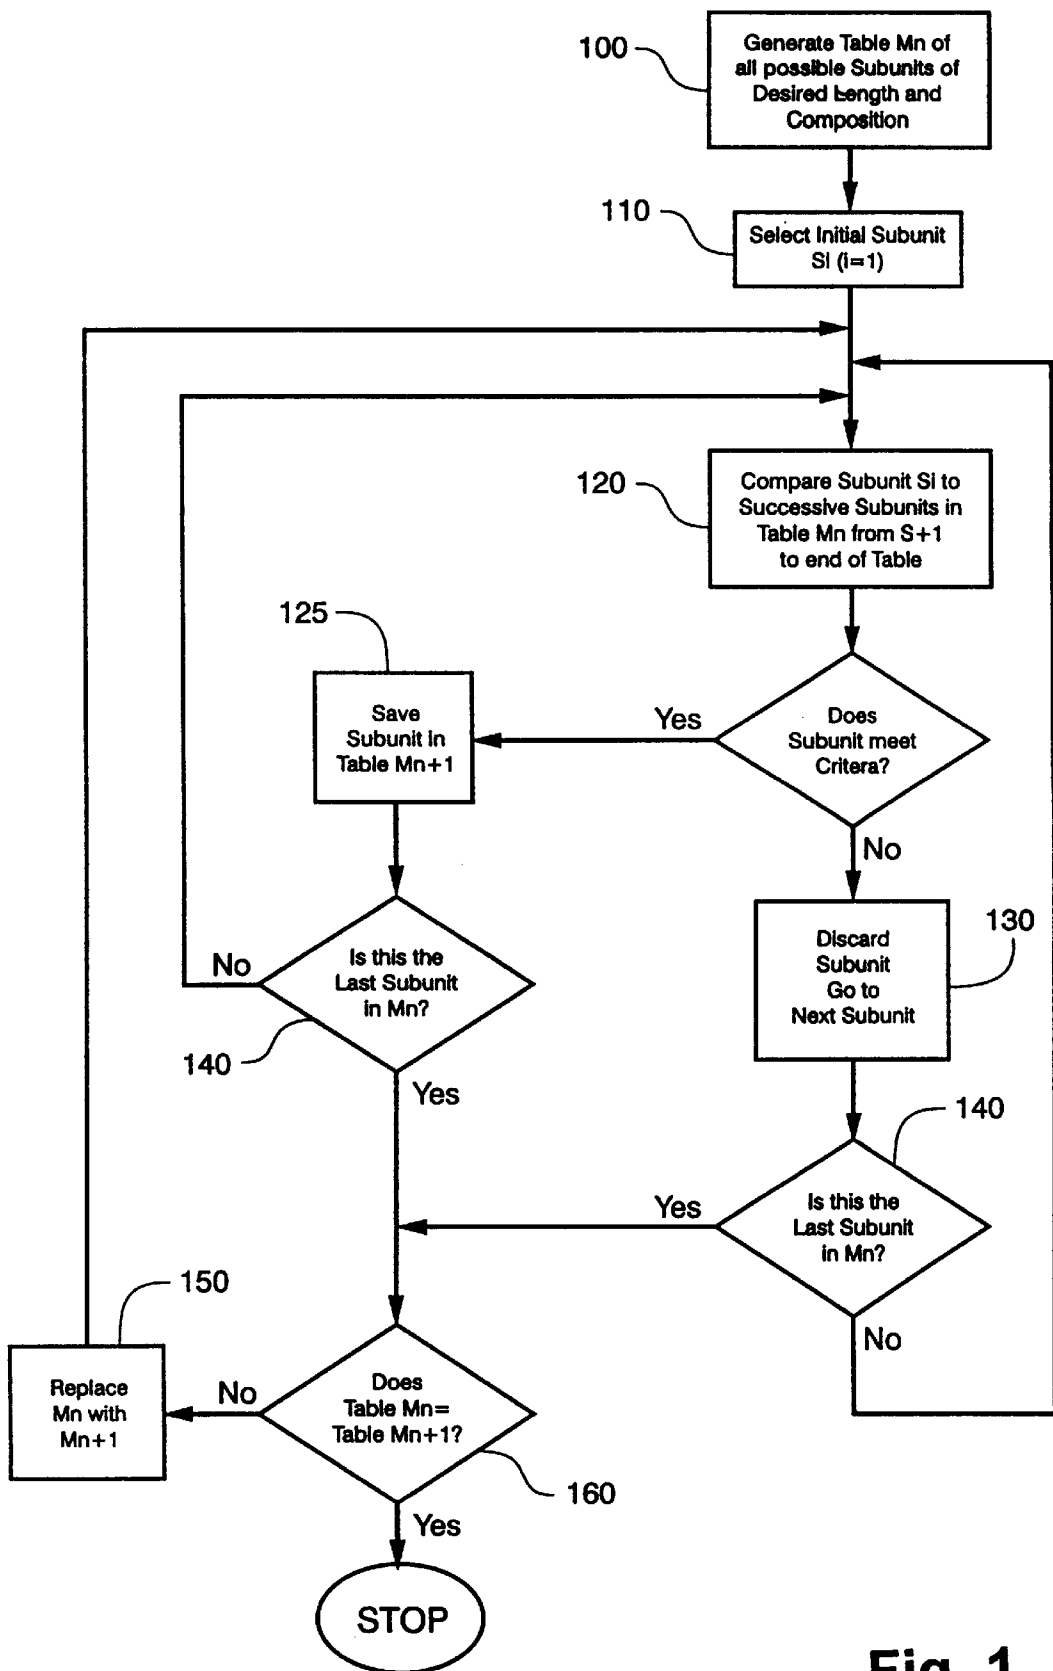 100
Generate Table Mn of
all possible Subunits of
Desired Length and
Composition
110
Select Initial Subunit
Si (i=1)
120
Compare Subunit Si to
Successive Subunits in
Table Mn from S+1
to end of Table
125
Save
Subunit in
Table Mn+1
Yes
Does
Subunit meet
Critera?
No
130
Discard
Subunit
Go to
Next Subunit
No
Is this the
Last Subunit
in Mn?
140
Yes
140
Yes
Is this the
Last Subunit
in Mn?
No
150
Replace
Mn with
Mn+1
No
Does
Table Mn=
Table Mn+1?
160
Yes
STOP
Fig. 1